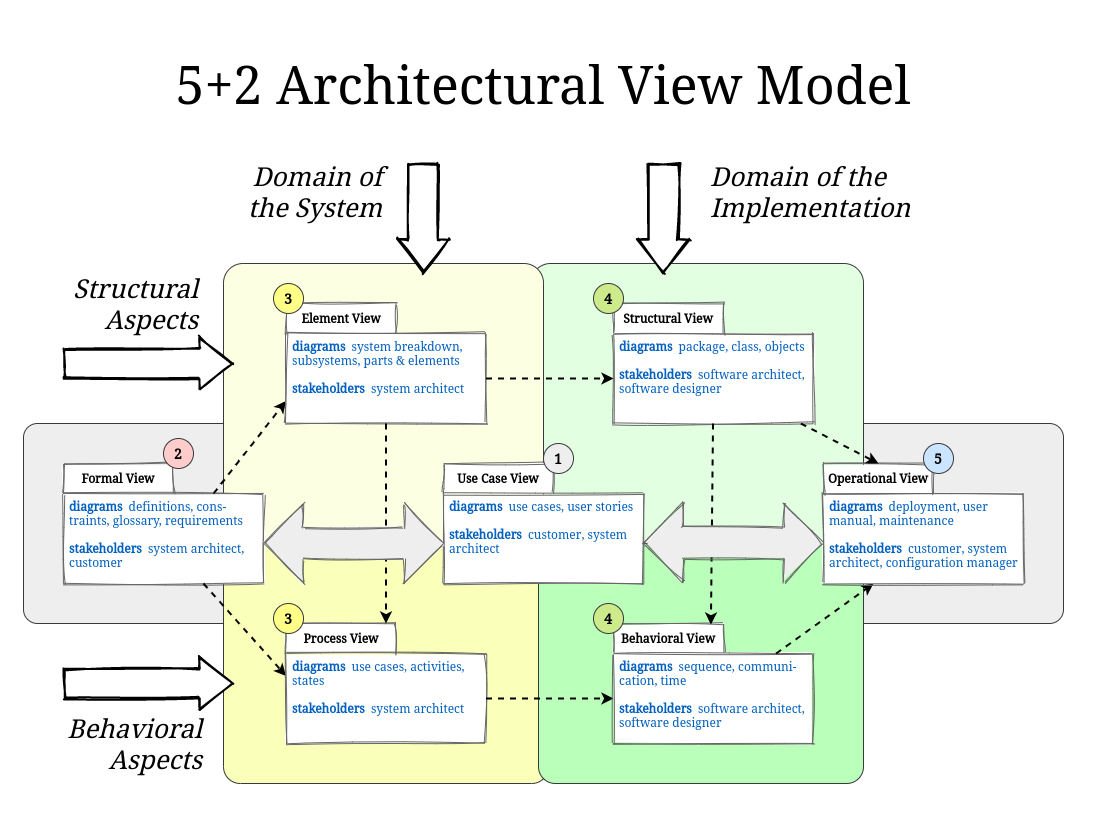 5+2 Architectural View Model
Domain of
the System
Domain of the
Implementation
Structural
Aspects
3
Element View
diagrams system breakdown,
subsystems, parts & elements
stakeholders system architect
4
Structural View
diagrams package, class, objects
stakeholders software architect,
software designer
2
Formal View
diagrams definitions, cons-
traints, glossary, requirements
stakeholders system architect,
customer
1
Use Case View
diagrams use cases, user stories
stakeholders customer, system
architect
5
Operational View
diagrams deployment, user
manual, maintenance
stakeholders customer, system
architect, configuration manager
3
Process View
diagrams use cases, activities,
states
stakeholders system architect
4
Behavioral View
diagrams sequence, communi-
cation, time
stakeholders software architect,
software designer
Behavioral
Aspects